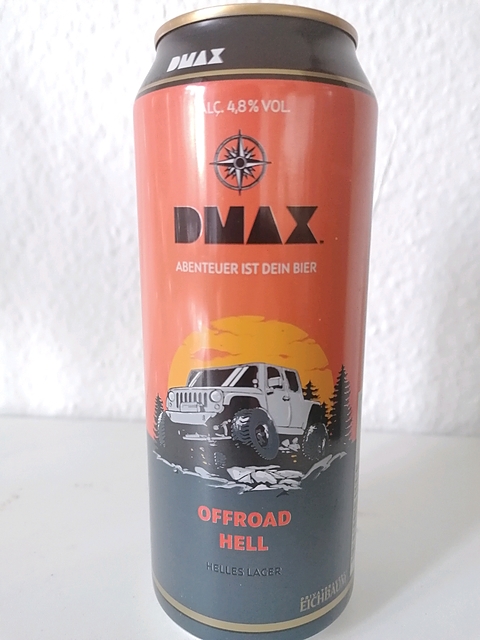 DMAX
ALC. 4,8% VOL.
DMAX.
ABENTEUER IST DEIN BIER
OFFROAD
HELL
HELLES LAGER
EICHBAUM